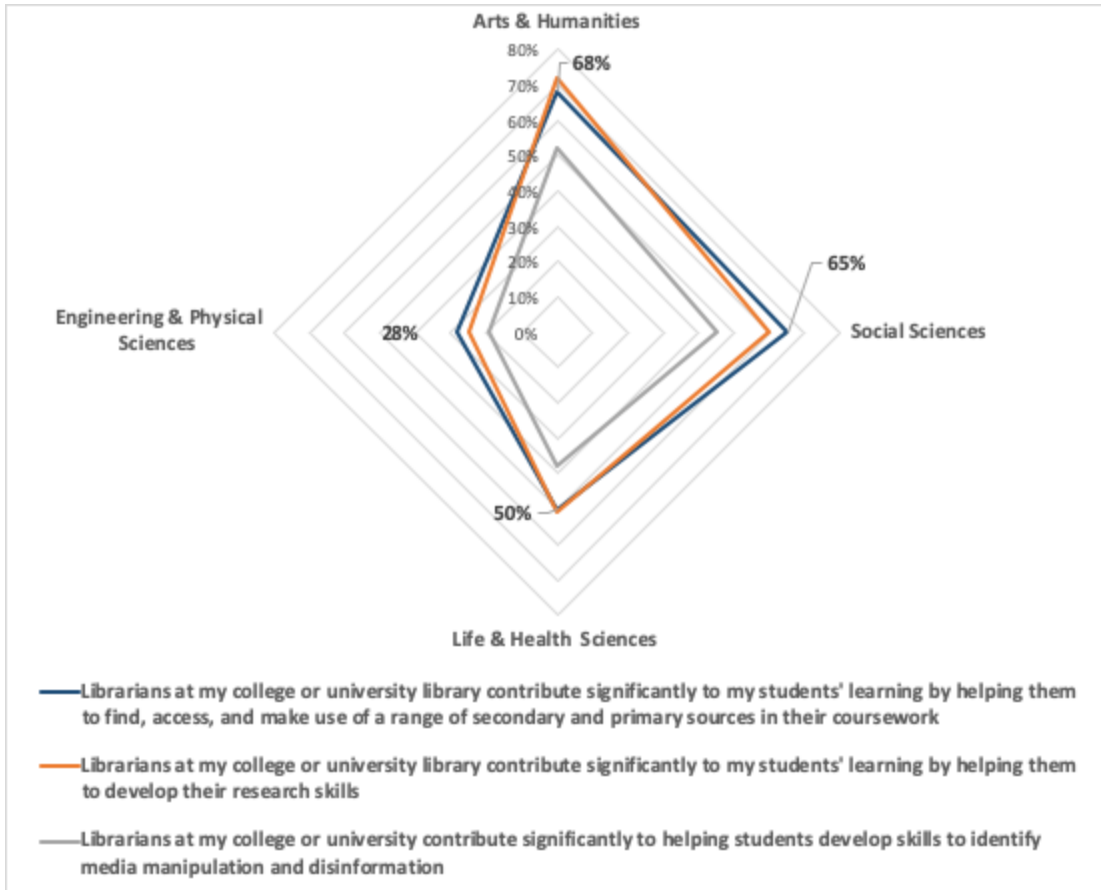 Arts & Humanities
80%
68%
70%
60%
50%
40%
30%
65%
20%
10%
Engineering & Physical
Sciences
28%
0%
Social Sciences
50%
Life & Health Sciences
Librarians at my college or university library contribute significantly to my students' learning by helping them
to find, access, and make use of a range of secondary and primary sources in their coursework
Librarians at my college or university library contribute significantly to my students' learning by helping them
to develop their research skills
Librarians at my college or university contribute significantly to helping students develop skills to identify
media manipulation and disinformation